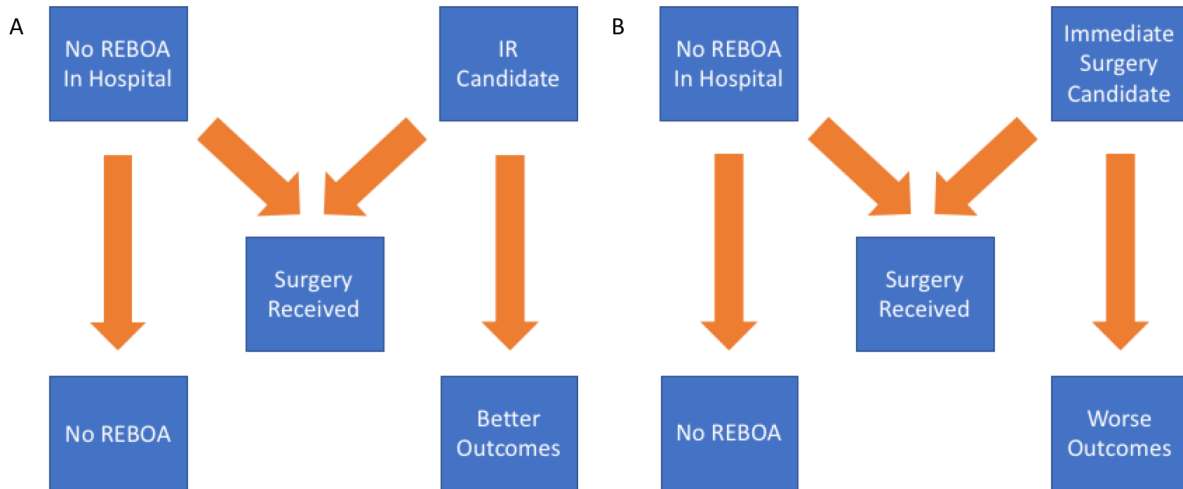 A
No REBOA
In Hospital
IR
Candidate
Surgery
Received
No REBOA
Better
Outcomes
B
No REBOA
In Hospital
Immediate
Surgery
Candidate
Surgery
Received
No REBOA
Worse
Outcomes